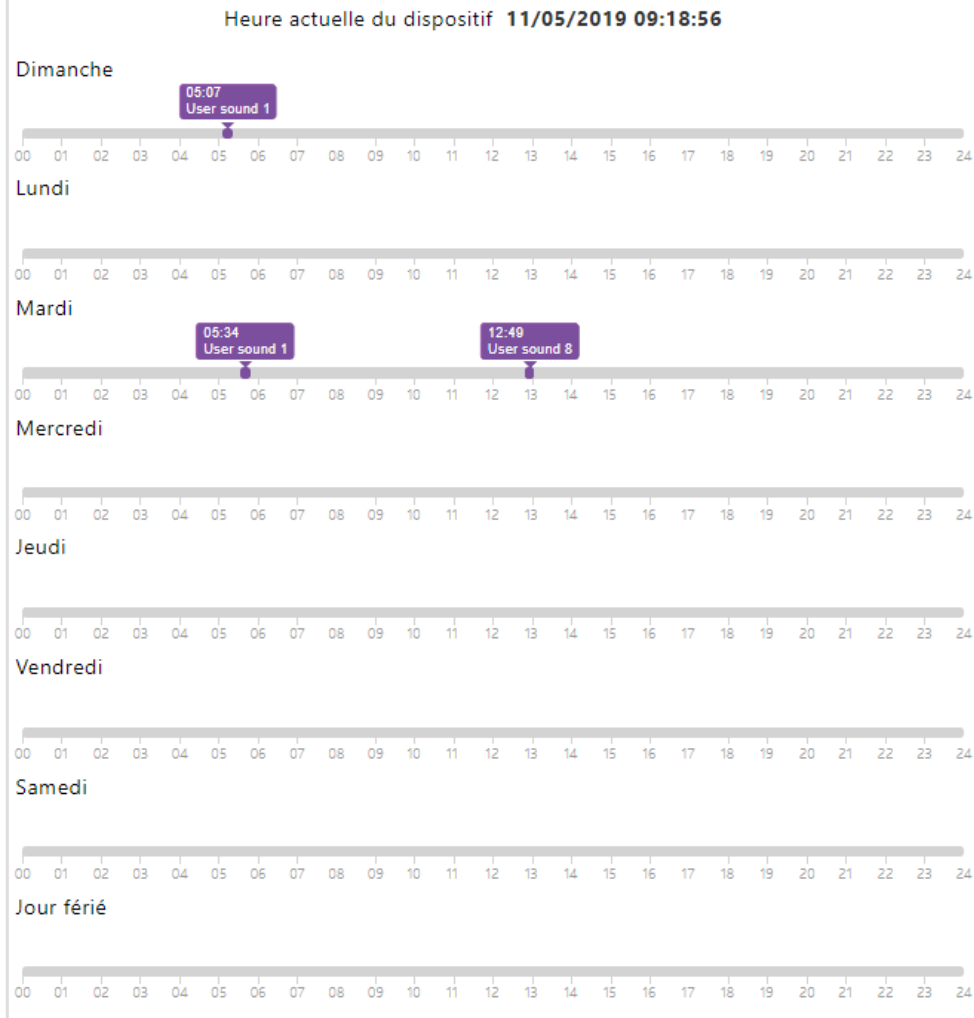 Heure actuelle du dispositif 11/05/2019 09:18:56
Dimanche
05:07
User sound 1
00 01 02 03 04 05 06 07 08 09 10 11 12 13 14 15 16 17 18 19 20 21 22 23 24
Lundi
00 01 02 03 04 05 06 07 08 09 10 11 12 13 14 15 16 17 18 19 20 21 22 23 24
Mardi
05:34 12:49
User sound 1 User sound 8
00 01 02 03 04 05 06 07 08 09 10 11 12 13 14 15 16 17 18 19 20 21 22 23 24
Mercredi
00 01 02 03 04 05 06 07 08 09 10 11 12 13 14 15 16 17 18 19 20 21 22 23 24
Jeudi
00 01 02 03 04 05 06 07 08 09 10 11 12 13 14 15 16 17 18 19 20 21 22 23 24
Vendredi
00 01 02 03 04 05 06 07 08 09 10 11 12 13 14 15 16 17 18 19 20 21 22 23 24
Samedi
00 01 02 03 04 05 06 07 08 09 10 11 12 13 14 15 16 17 18 19 20 21 22 23 24
Jour férié
00 01 02 03 04 05 06 07 08 09 10 11 12 13 14 15 16 17 18 19 20 21 22 23 24